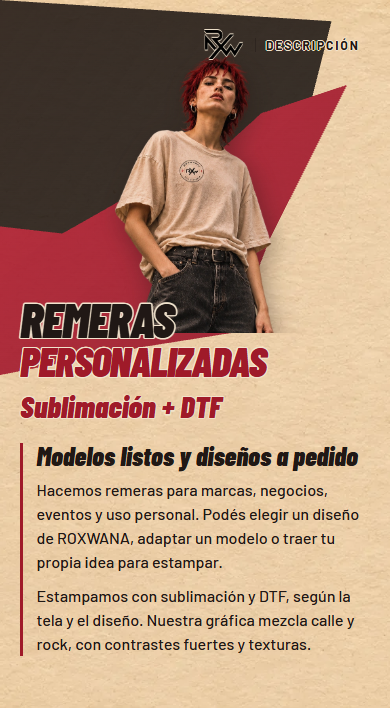 RXW | DESCRIPCIÓN
REMERAS
PERSONALIZADAS
Sublimación + DTF
Modelos listos y diseños a pedido
Hacemos remeras para marcas, negocios,
eventos y uso personal. Podés elegir un diseño
de ROXWANA, adaptar un modelo o traer tu
propia idea para estampar.
Estampamos con sublimación y DTF, según la
tela y el diseño. Nuestra gráfica mezcla calle y
rock, con contrastes fuertes y texturas.